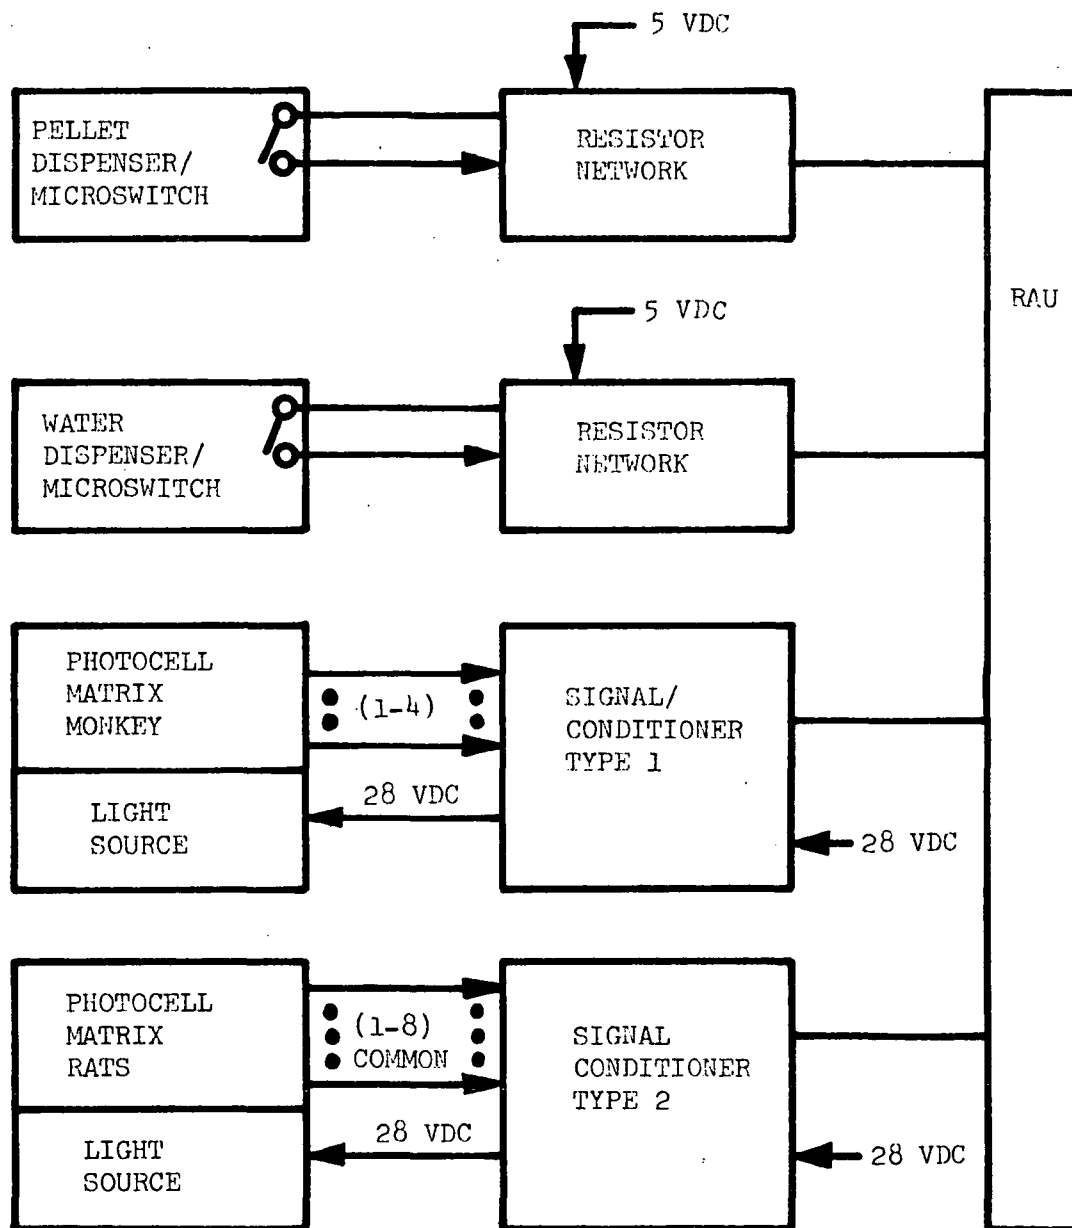 5 VDC
PELLET
DISPENSER/
MICROSWITCH
RESISTOR
NETWORK
RAU
5 VDC
WATER
DISPENSER/
MICROSWITCH
RESISTOR
NETWORK
PHOTOCELL
MATRIX
MONKEY
(1-4)
SIGNAL/
CONDITIONER
TYPE 1
LIGHT
SOURCE
28 VDC
28 VDC
PHOTOCELL
MATRIX
RATS
(1-8)
COMMON
SIGNAL
CONDITIONER
TYPE 2
LIGHT
SOURCE
28 VDC
28 VDC